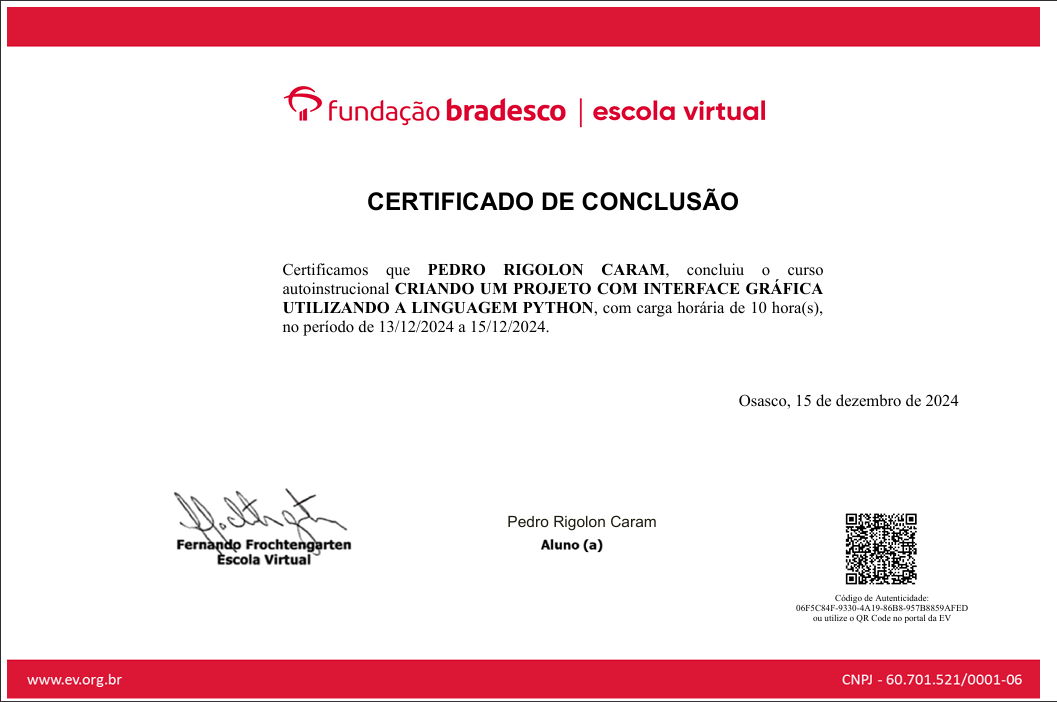 fundação bradesco | escola virtual
CERTIFICADO DE CONCLUSÃO
Certificamos que PEDRO RIGOLON CARAM, concluiu o curso
autoinstrucional CRIANDO UM PROJETO COM INTERFACE GRÁFICA
UTILIZANDO A LINGUAGEM PYTHON, com carga horária de 10 hora(s),
no período de 13/12/2024 a 15/12/2024.
Osasco, 15 de dezembro de 2024
Fernando Frochtengarten
Escola Virtual
Pedro Rigolon Caram
Aluno (a)
Código de Autenticidade:
06F5C84F-9330-4A19-86B8-957B8859AFED
ou utilize o QR Code no portal da EV
www.ev.org.br
CNPJ - 60.701.521/0001-06